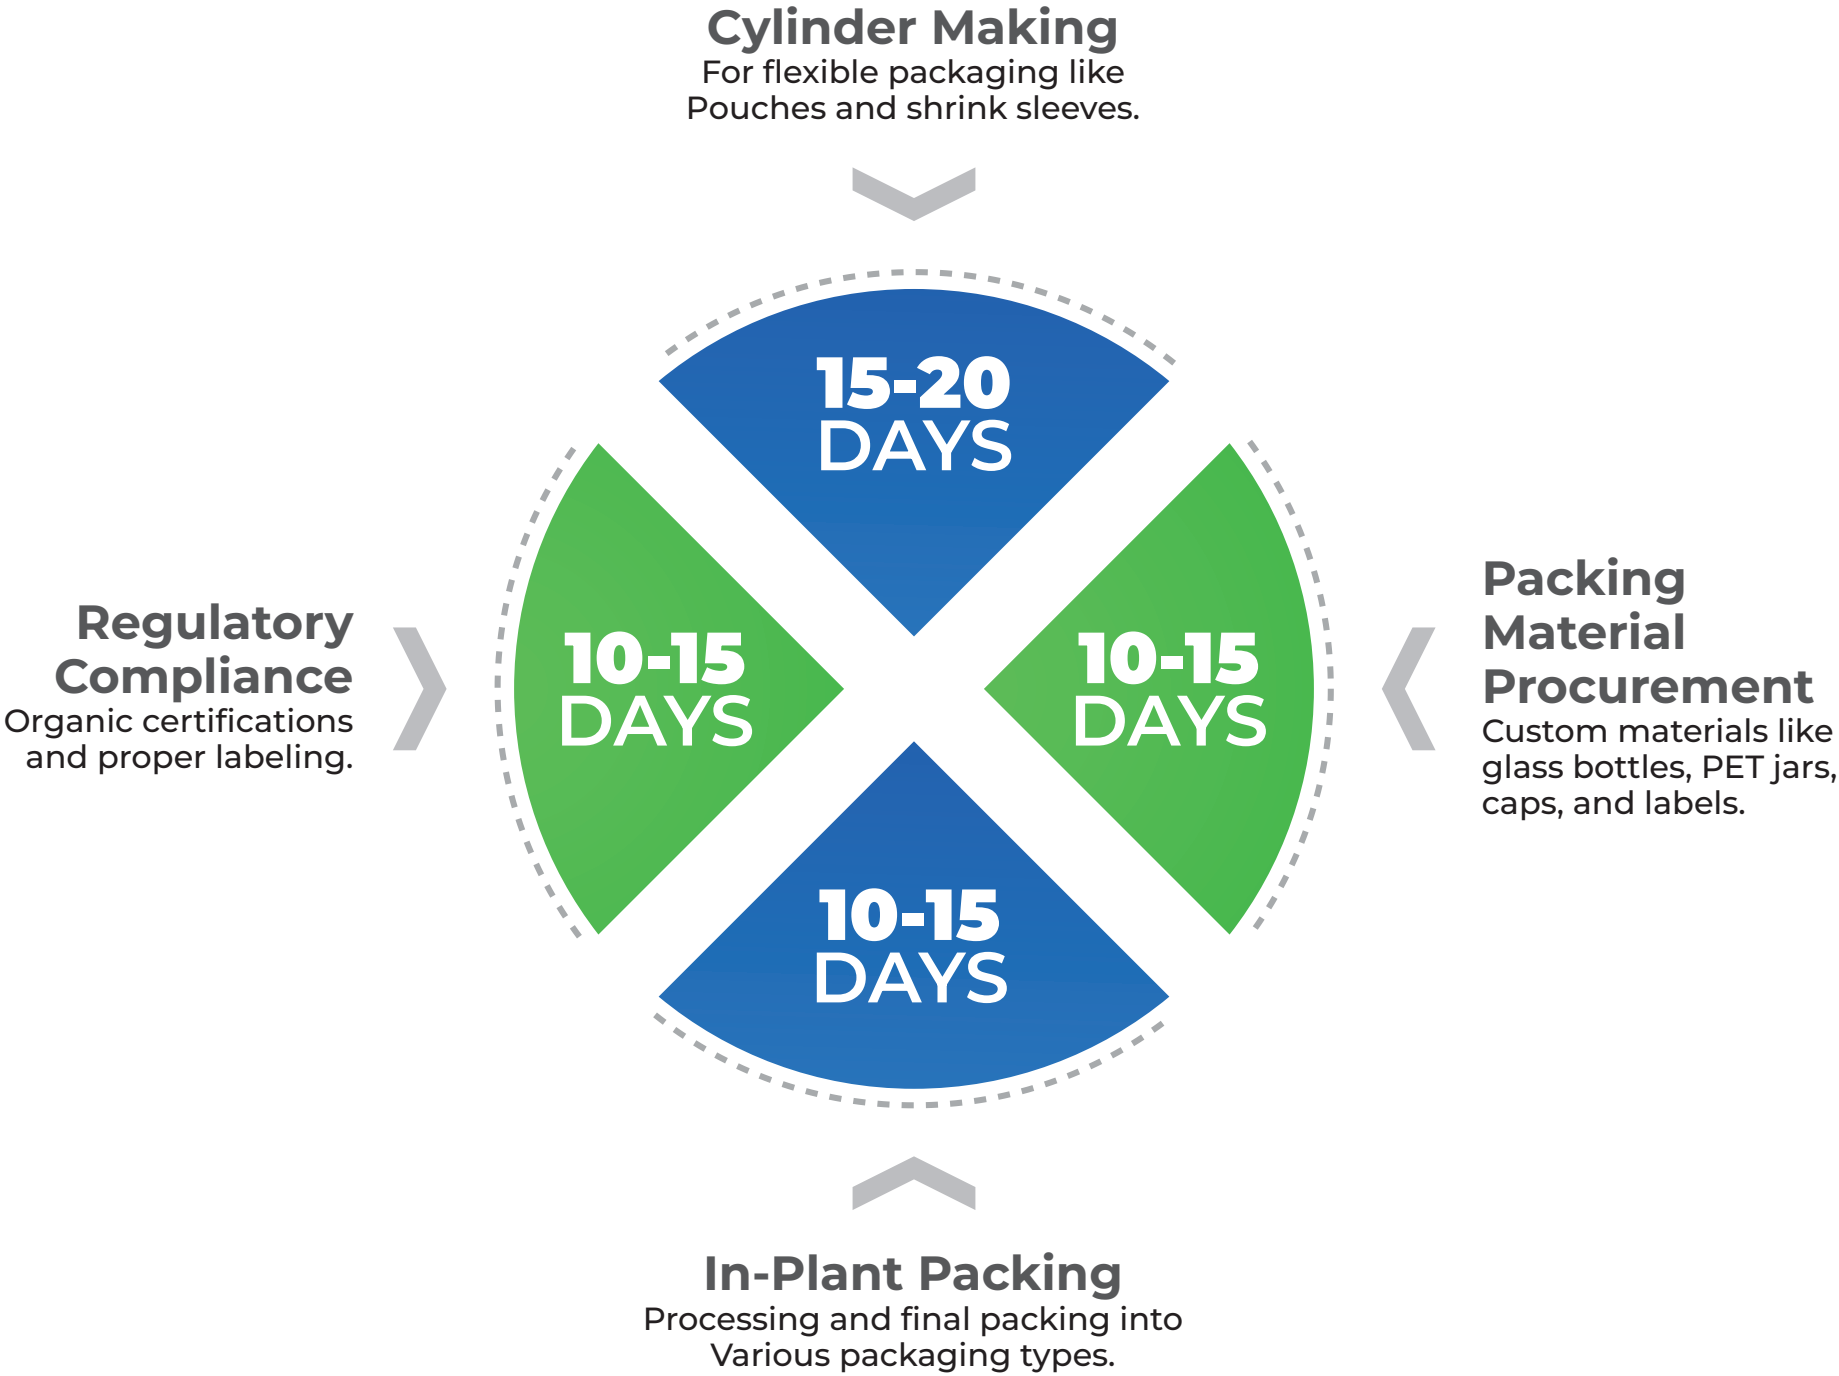 Cylinder Making
For flexible packaging like
Pouches and shrink sleeves.
15-20
DAYS
Regulatory
Compliance
Organic certifications
and proper labeling.
10-15
DAYS
10-15
DAYS
Packing
Material
Procurement
Custom materials like
glass bottles, PET jars,
caps, and labels.
10-15
DAYS
In-Plant Packing
Processing and final packing into
Various packaging types.